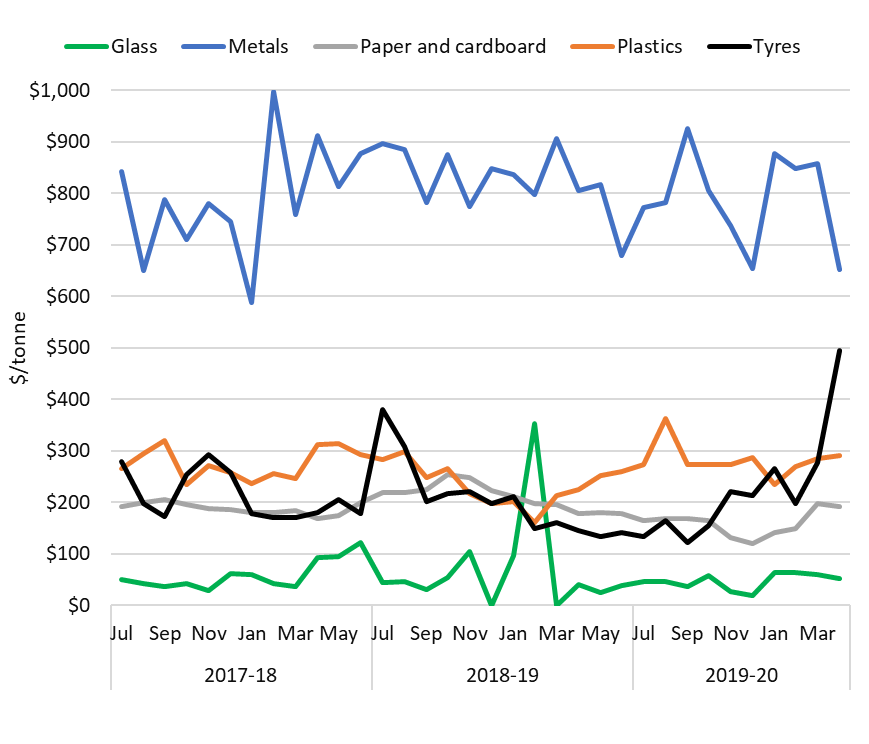 Glass Metals Paper and cardboard Plastics Tyres
$1,000
$900
$800
$700
$600
$500
$400
$300
$200
$100
$0
$/tonne
Jul Sep Nov Jan Mar May Jul Sep Nov Jan Mar May Jul Sep Nov Jan Mar
2017-18 2018-19 2019-20